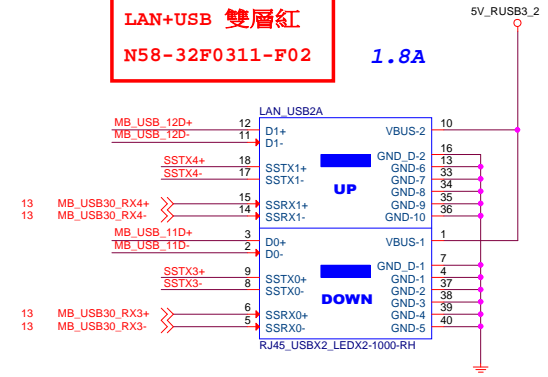 LAN+USB 雙層紅
N58-32F0311-F02
1.8A
5V_RUSB3_2
LAN_USB2A
MB_USB_12D+ 12 D1+ VBUS-2 10
MB_USB_12D- 11 D1-
GND_D-2 16
SSTX4+ 18 SSTX1+ GND-6 13
SSTX4- 17 SSTX1- GND-7 33
GND-8 34
UP
13 MB_USB30_RX4+ 15 SSRX1+ GND-9 35
13 MB_USB30_RX4- 14 SSRX1- GND-10 36
MB_USB_11D+ 3 D0+ VBUS-1 1
MB_USB_11D- 2 D0-
GND_D-1 7
SSTX3+ 9 SSTX0+ GND-1 4
SSTX3- 8 SSTX0- GND-2 37
DOWN
GND-3 38
13 MB_USB30_RX3+ 6 SSRX0+ GND-4 39
13 MB_USB30_RX3- 5 SSRX0- GND-5 40
RJ45_USBX2_LEDX2-1000-RH